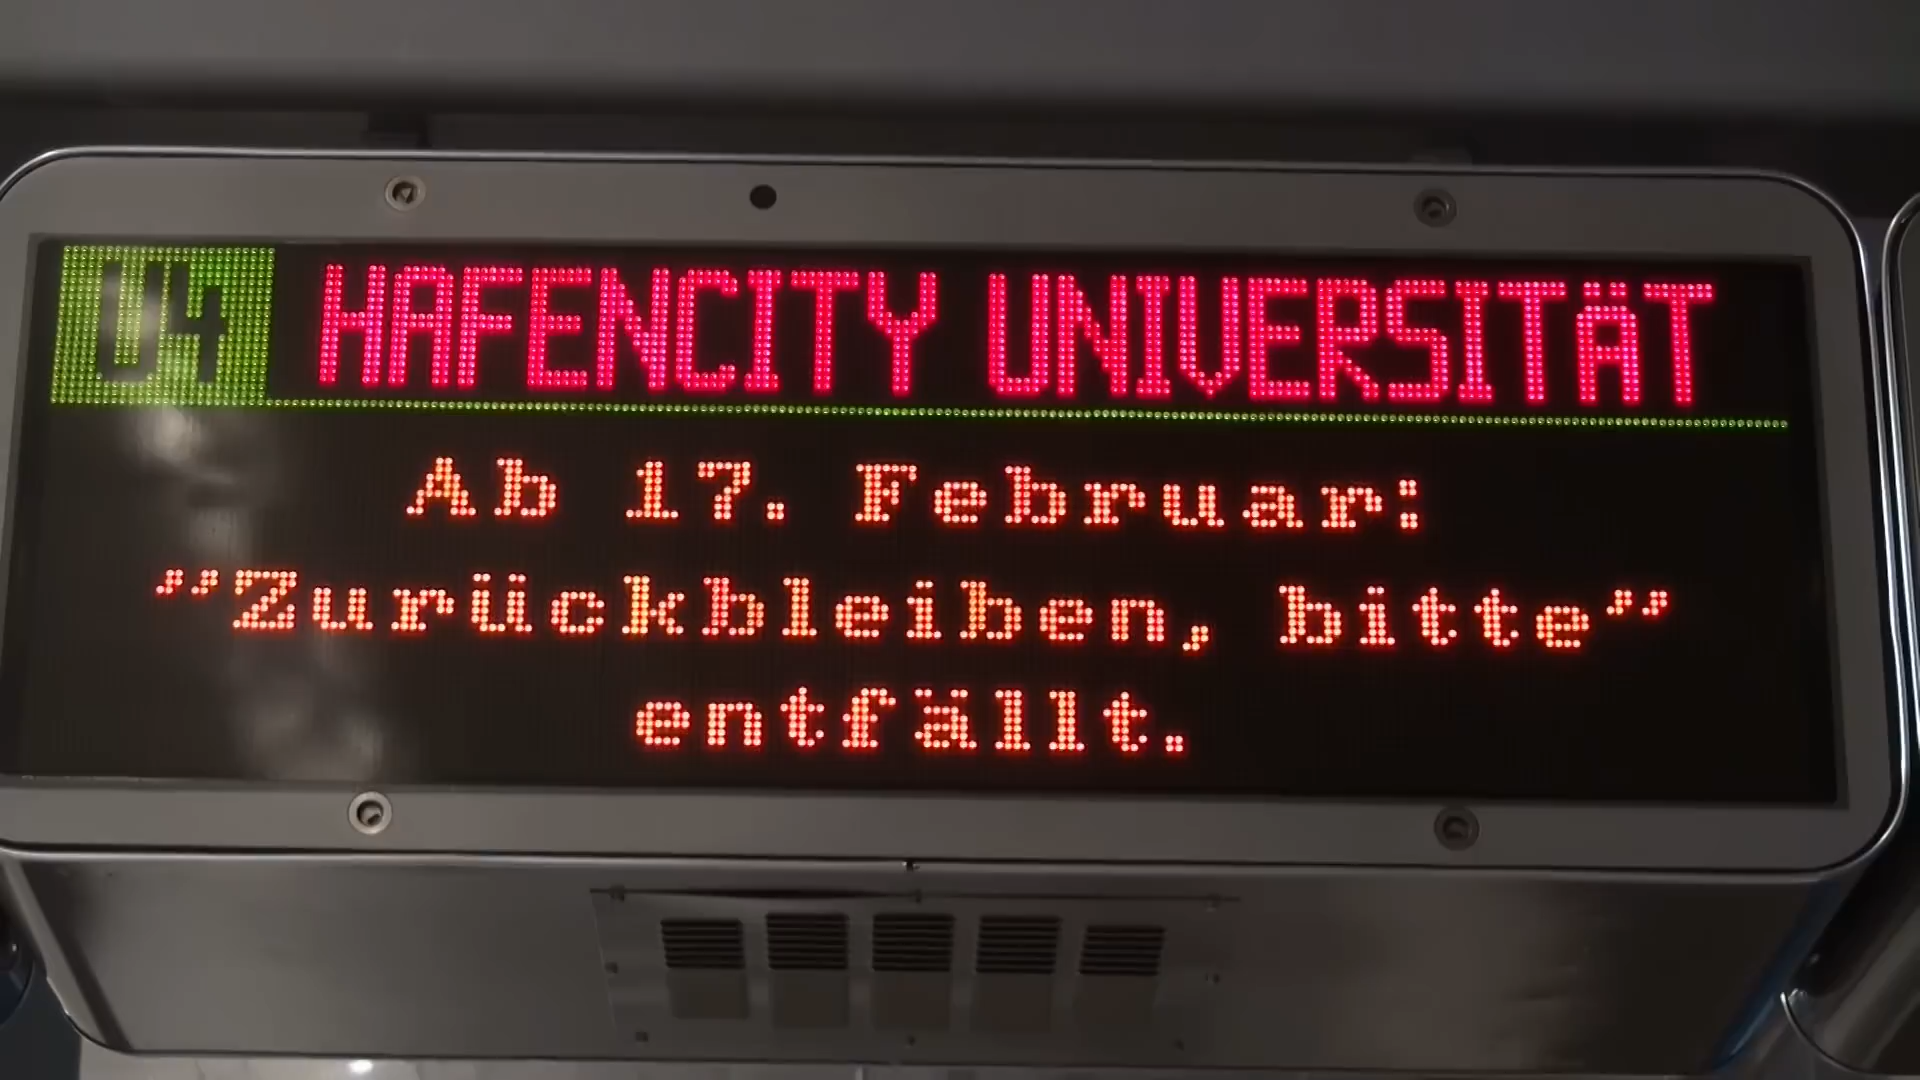 U4 HAFENCITY UNIVERSITÄT
Ab 17. Februar:
"Zurückbleiben, bitte"
entfällt.